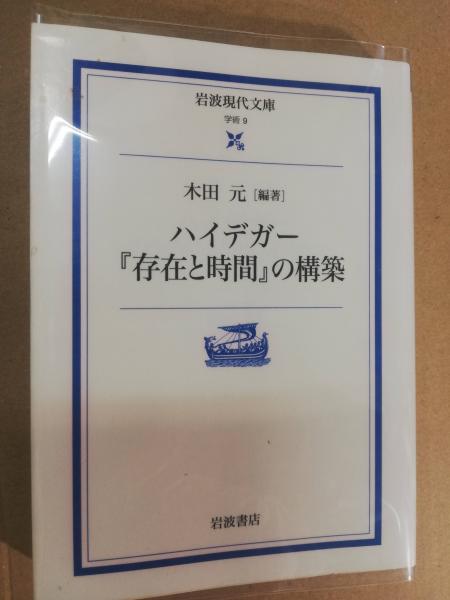 岩波現代文庫
学術 9
木田 元 [編著]
ハイデガー
『存在と時間』の構築
岩波書店